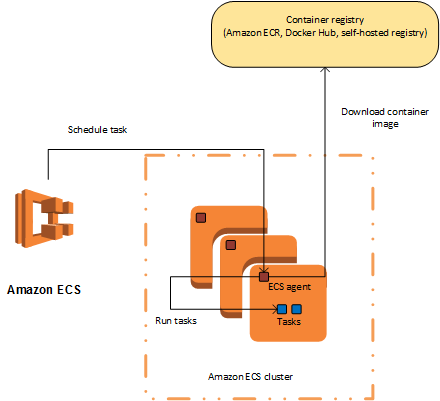 Container registry
(Amazon ECR, Docker Hub, self-hosted registry)
Download container
image
Schedule task
Amazon ECS
ECS agent
Run tasks
Tasks
Amazon ECS cluster